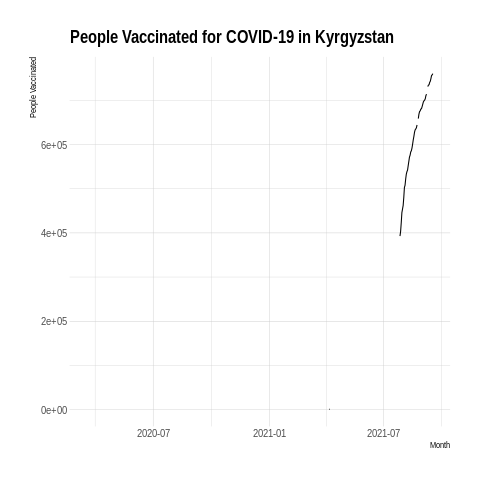 People Vaccinated for COVID-19 in Kyrgyzstan
People Vaccinated
6e+05
4e+05
2e+05
0e+00
2020-07
2021-01
2021-07
Month